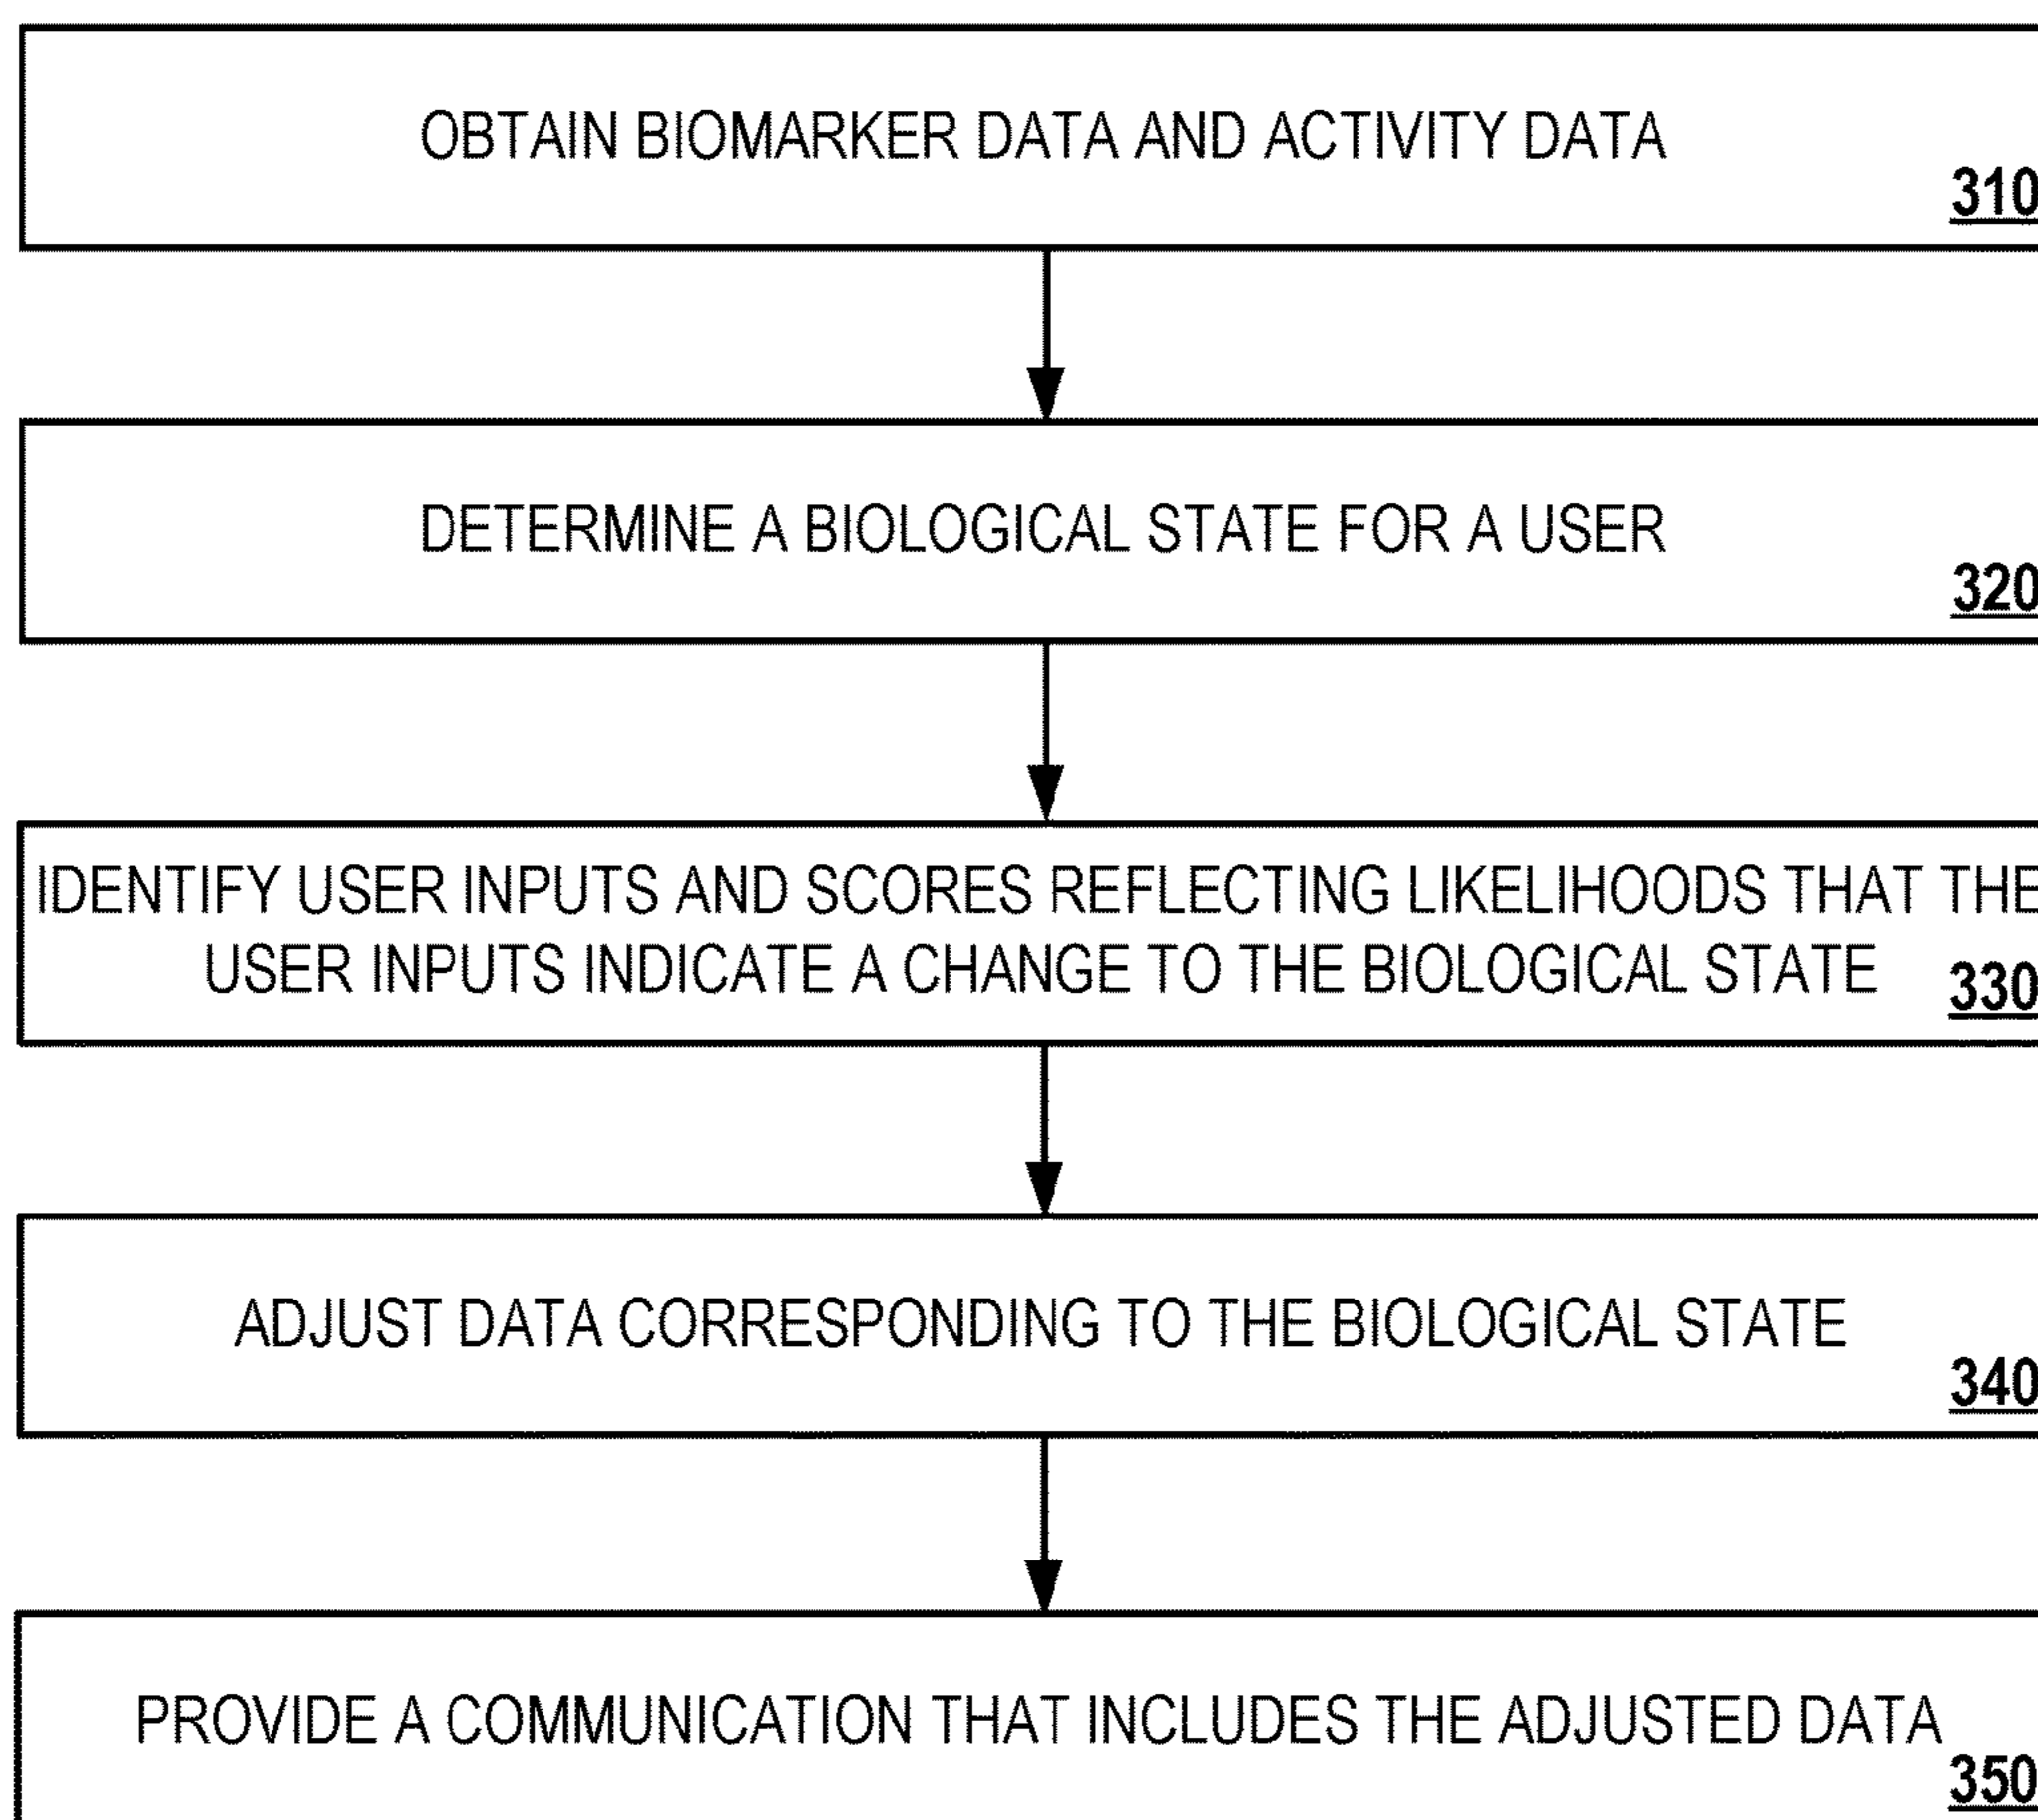 OBTAIN BIOMARKER DATA AND ACTIVITY DATA
310
DETERMINE A BIOLOGICAL STATE FOR A USER
320
IDENTIFY USER INPUTS AND SCORES REFLECTING LIKELIHOODS THAT THE
USER INPUTS INDICATE A CHANGE TO THE BIOLOGICAL STATE 330
ADJUST DATA CORRESPONDING TO THE BIOLOGICAL STATE
340
PROVIDE A COMMUNICATION THAT INCLUDES THE ADJUSTED DATA
350